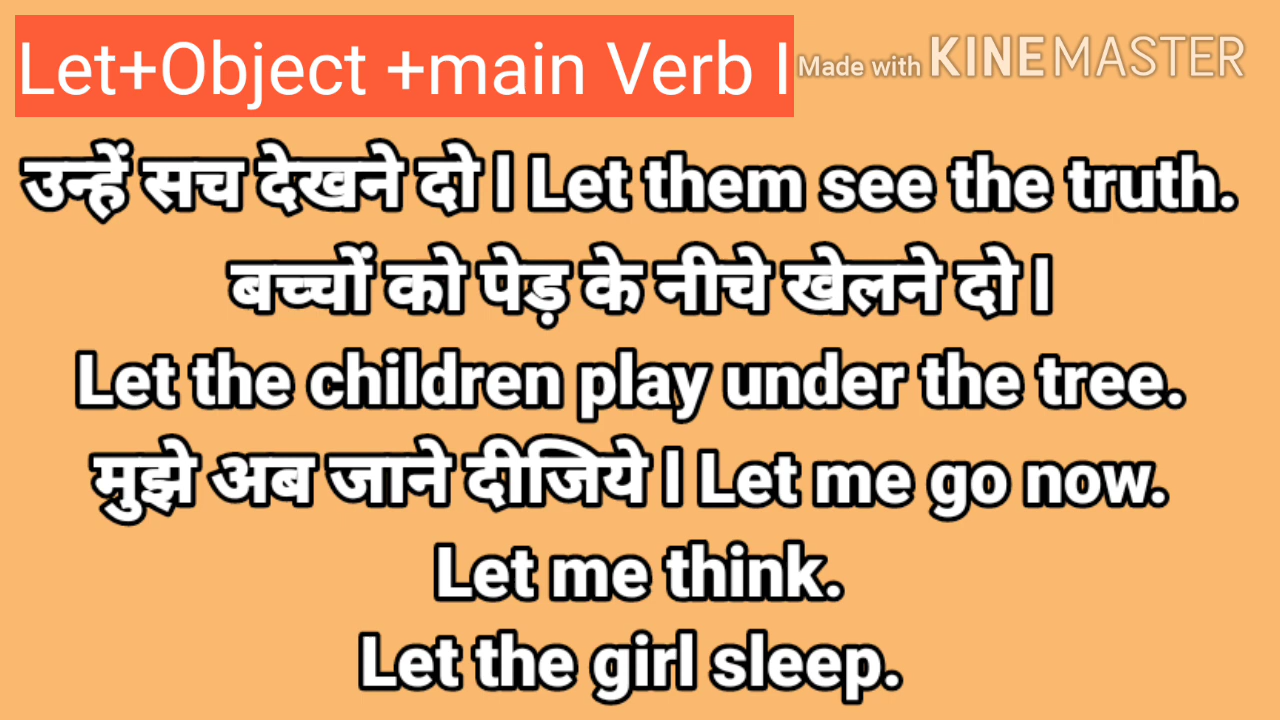 Let+Object +main Verb I
Made with KINEMASTER
उन्हें सच देखने दो l Let them see the truth.
बच्चों को पेड़ के नीचे खेलने दो l
Let the children play under the tree.
मुझे अब जाने दीजिये l Let me go now.
Let me think.
Let the girl sleep.